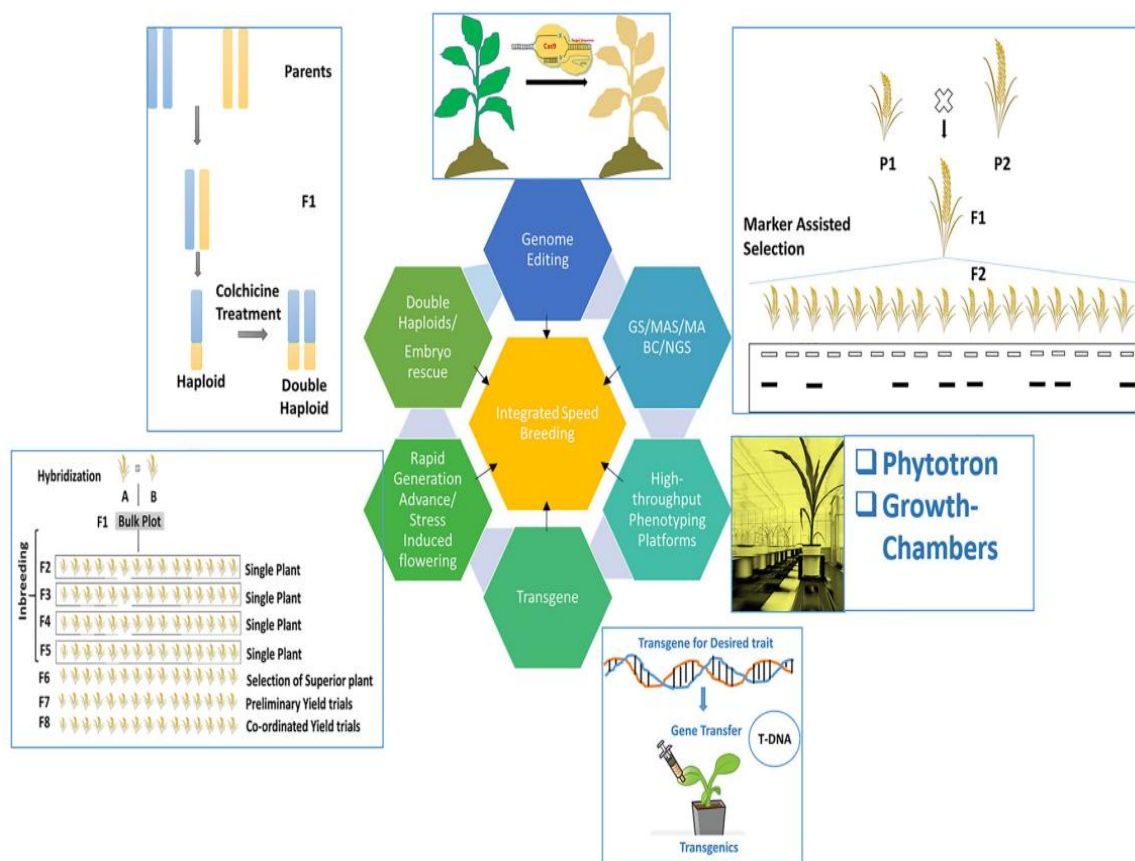 Parents
F1
Colchicine
Treatment
Haploid
Double
Haploid
Cas9
P1
P2
F1
Marker Assisted
Selection
F2
Genome
Editing
Double
Haploids/
Embryo
rescue
GS/MAS/MA
BC/NGS
Integrated Speed
Breeding
Rapid
Generation
Advance/
Stress
Induced
flowering
High-
throughput
Phenotyping
Platforms
Transgene
Phytotron
Growth-
Chambers
Hybridization
A B
F1 Bulk Plot
Inbreeding
F2 Single Plant
F3 Single Plant
F4 Single Plant
F5 Single Plant
F6 Selection of Superior plant
F7 Preliminary Yield trials
F8 Co-ordinated Yield trials
Transgene for Desired trait
Gene Transfer
T-DNA
Transgenics